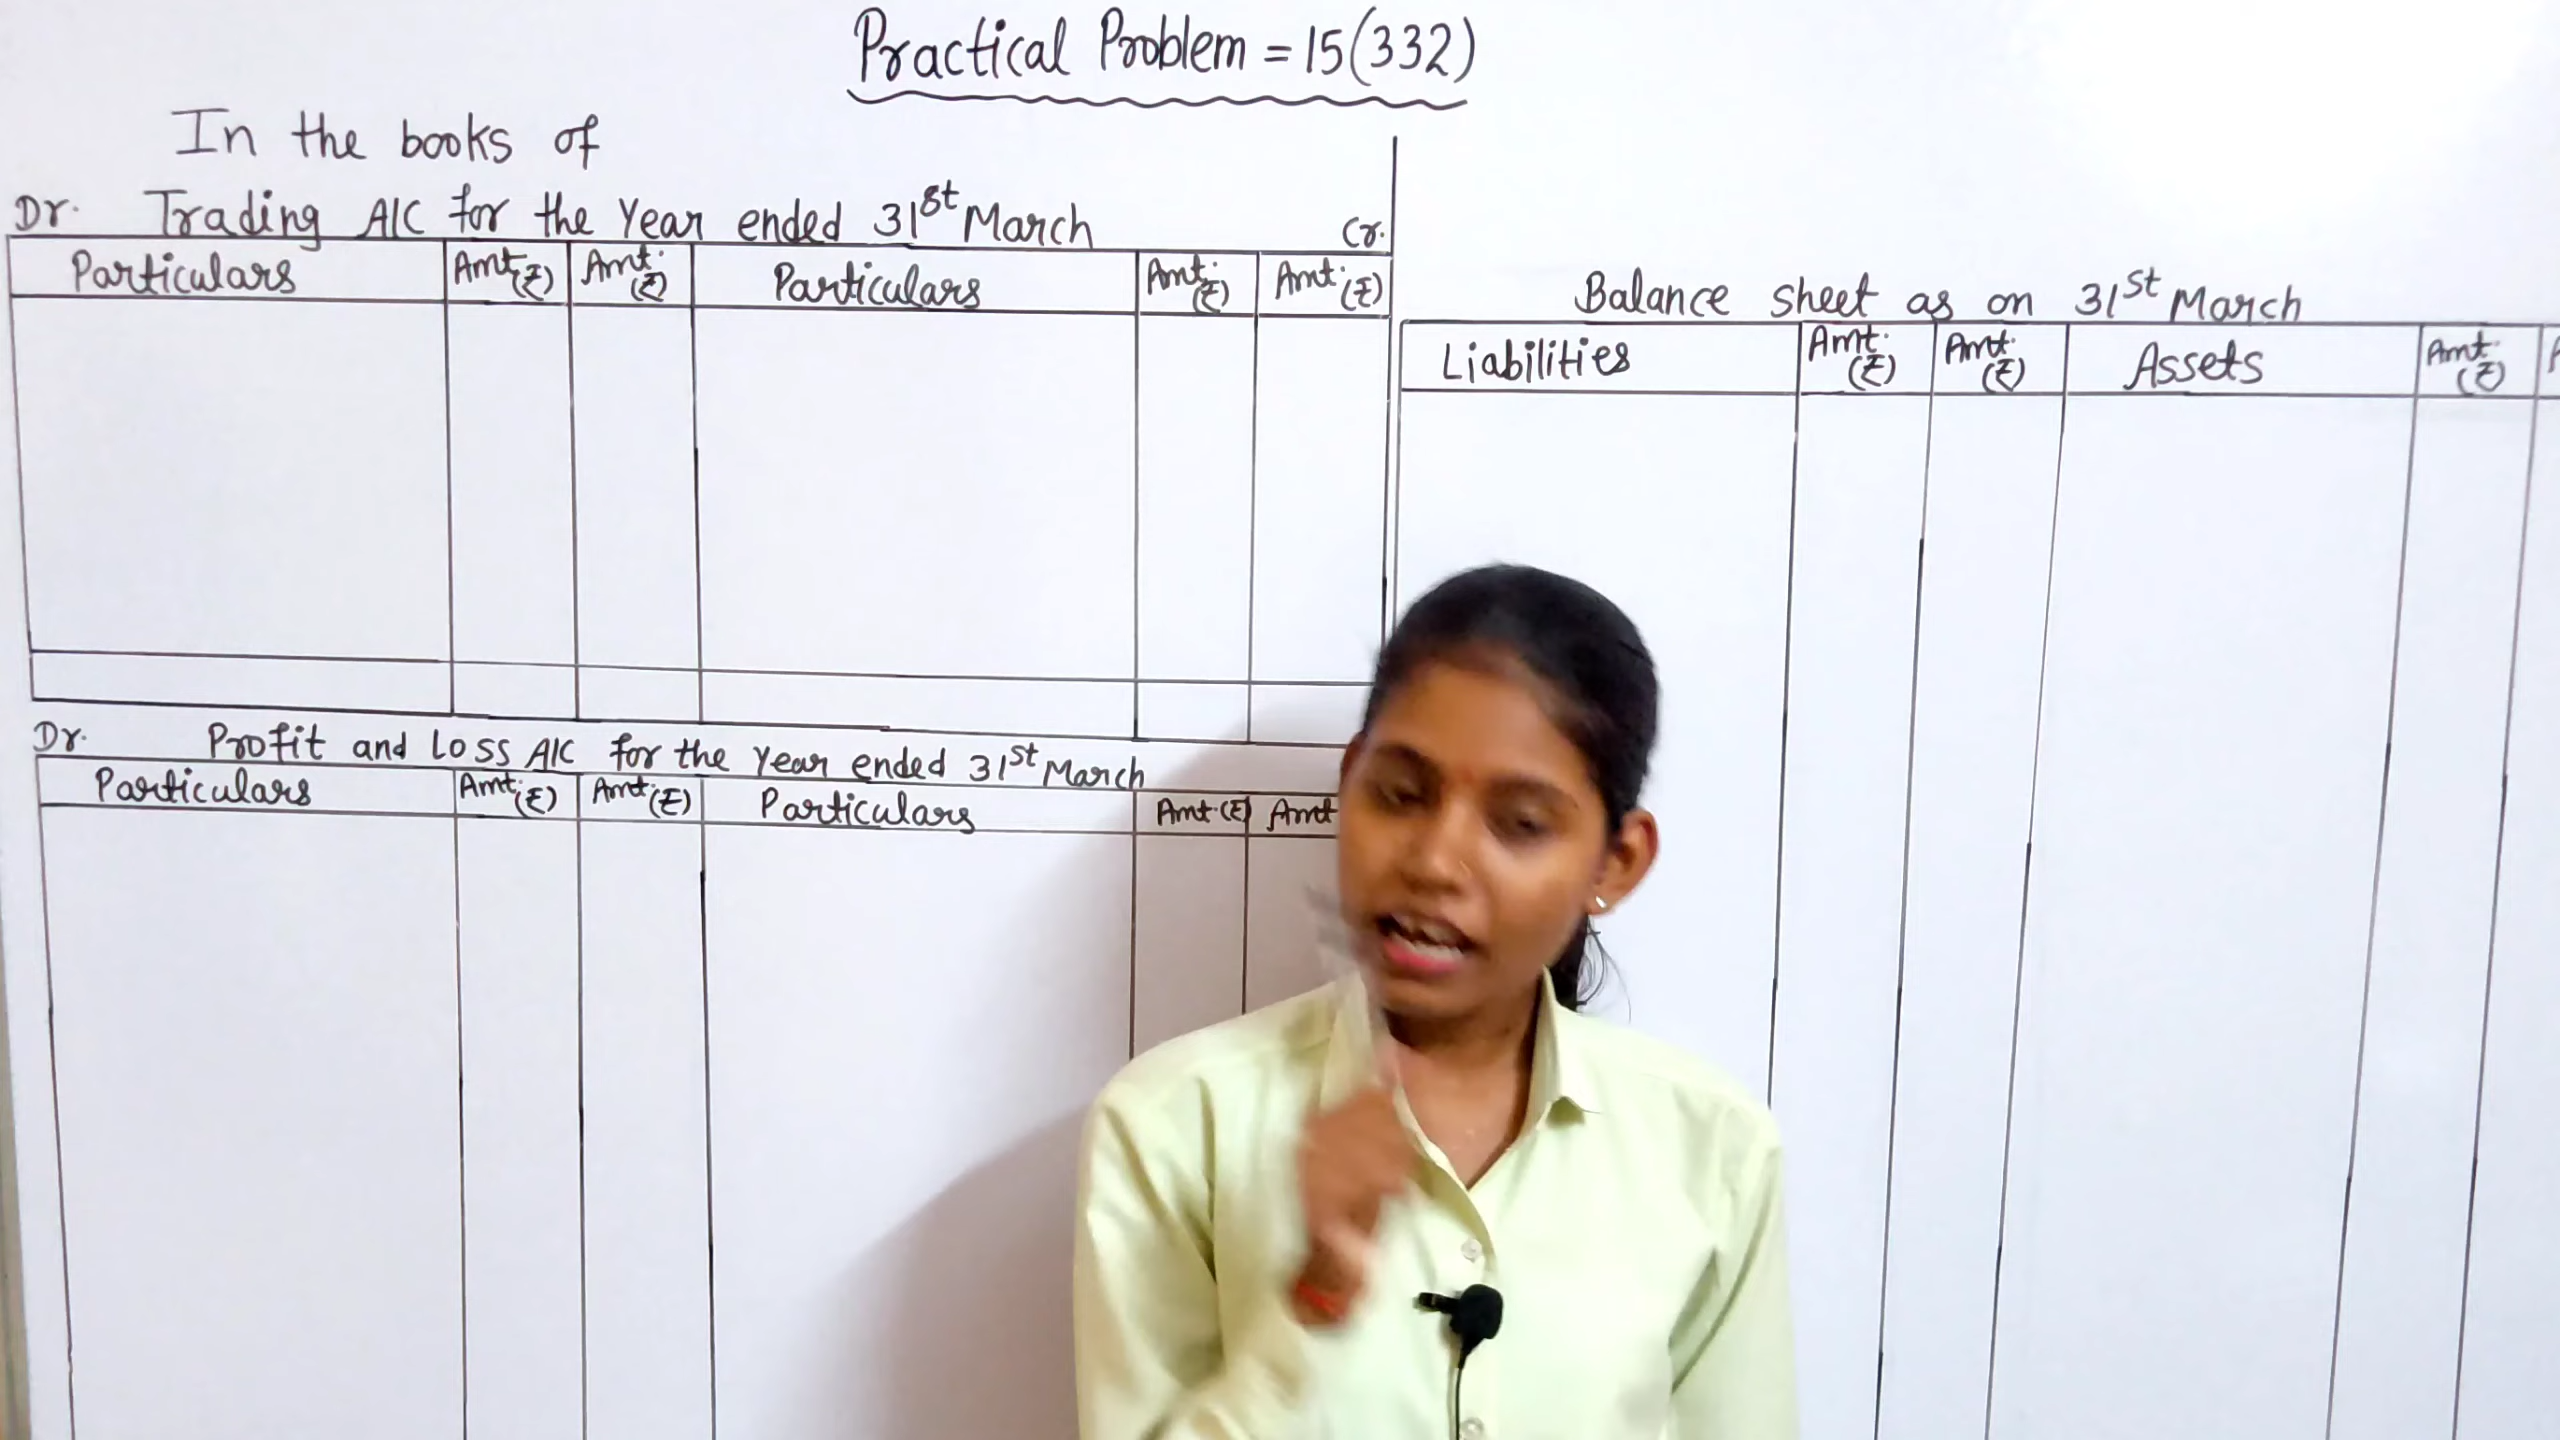 Practical Problem = 15(332)
In the books of
Dr. Trading A/C for the Year ended 31st March Cr.
Particulars Amt.(₹) Amt.(₹) Particulars Amt.(₹) Amt.(₹)
Dr. Profit and Loss A/C for the Year ended 31st March
Particulars Amt.(₹) Amt.(₹) Particulars Amt.(₹) Amt
Balance sheet as on 31st March
Liabilities Amt.(₹) Amt.(₹) Assets Amt.(₹)